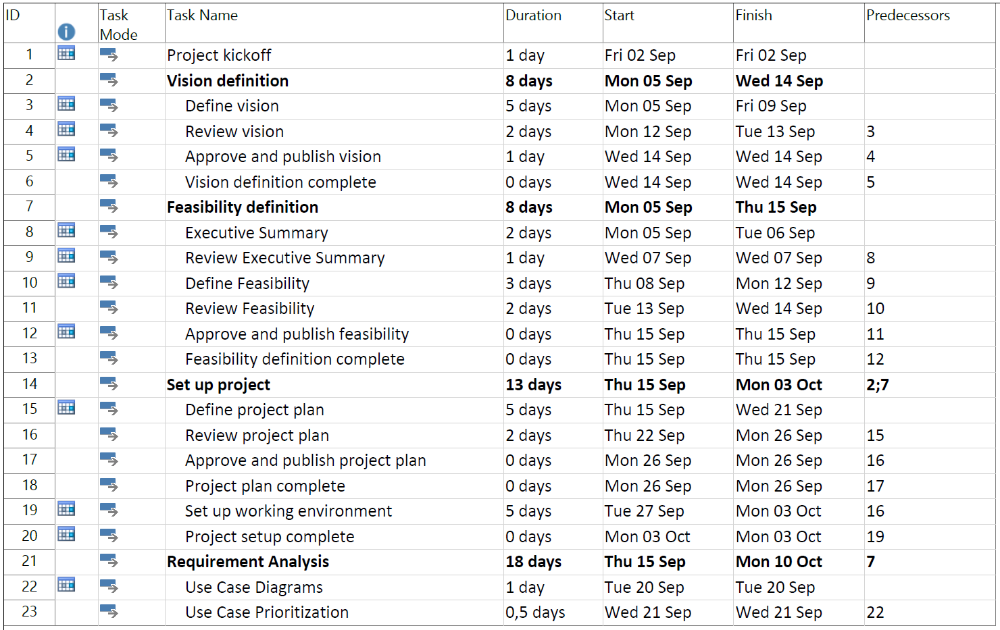 ID Task Mode Task Name Duration Start Finish Predecessors
1 Project kickoff 1 day Fri 02 Sep Fri 02 Sep
2 Vision definition 8 days Mon 05 Sep Wed 14 Sep
3 Define vision 5 days Mon 05 Sep Fri 09 Sep
4 Review vision 2 days Mon 12 Sep Tue 13 Sep 3
5 Approve and publish vision 1 day Wed 14 Sep Wed 14 Sep 4
6 Vision definition complete 0 days Wed 14 Sep Wed 14 Sep 5
7 Feasibility definition 8 days Mon 05 Sep Thu 15 Sep
8 Executive Summary 2 days Mon 05 Sep Tue 06 Sep
9 Review Executive Summary 1 day Wed 07 Sep Wed 07 Sep 8
10 Define Feasibility 3 days Thu 08 Sep Mon 12 Sep 9
11 Review Feasibility 2 days Tue 13 Sep Wed 14 Sep 10
12 Approve and publish feasibility 0 days Thu 15 Sep Thu 15 Sep 11
13 Feasibility definition complete 0 days Thu 15 Sep Thu 15 Sep 12
14 Set up project 13 days Thu 15 Sep Mon 03 Oct 2;7
15 Define project plan 5 days Thu 15 Sep Wed 21 Sep
16 Review project plan 2 days Thu 22 Sep Mon 26 Sep 15
17 Approve and publish project plan 0 days Mon 26 Sep Mon 26 Sep 16
18 Project plan complete 0 days Mon 26 Sep Mon 26 Sep 17
19 Set up working environment 5 days Tue 27 Sep Mon 03 Oct 16
20 Project setup complete 0 days Mon 03 Oct Mon 03 Oct 19
21 Requirement Analysis 18 days Thu 15 Sep Mon 10 Oct 7
22 Use Case Diagrams 1 day Tue 20 Sep Tue 20 Sep
23 Use Case Prioritization 0,5 days Wed 21 Sep Wed 21 Sep 22